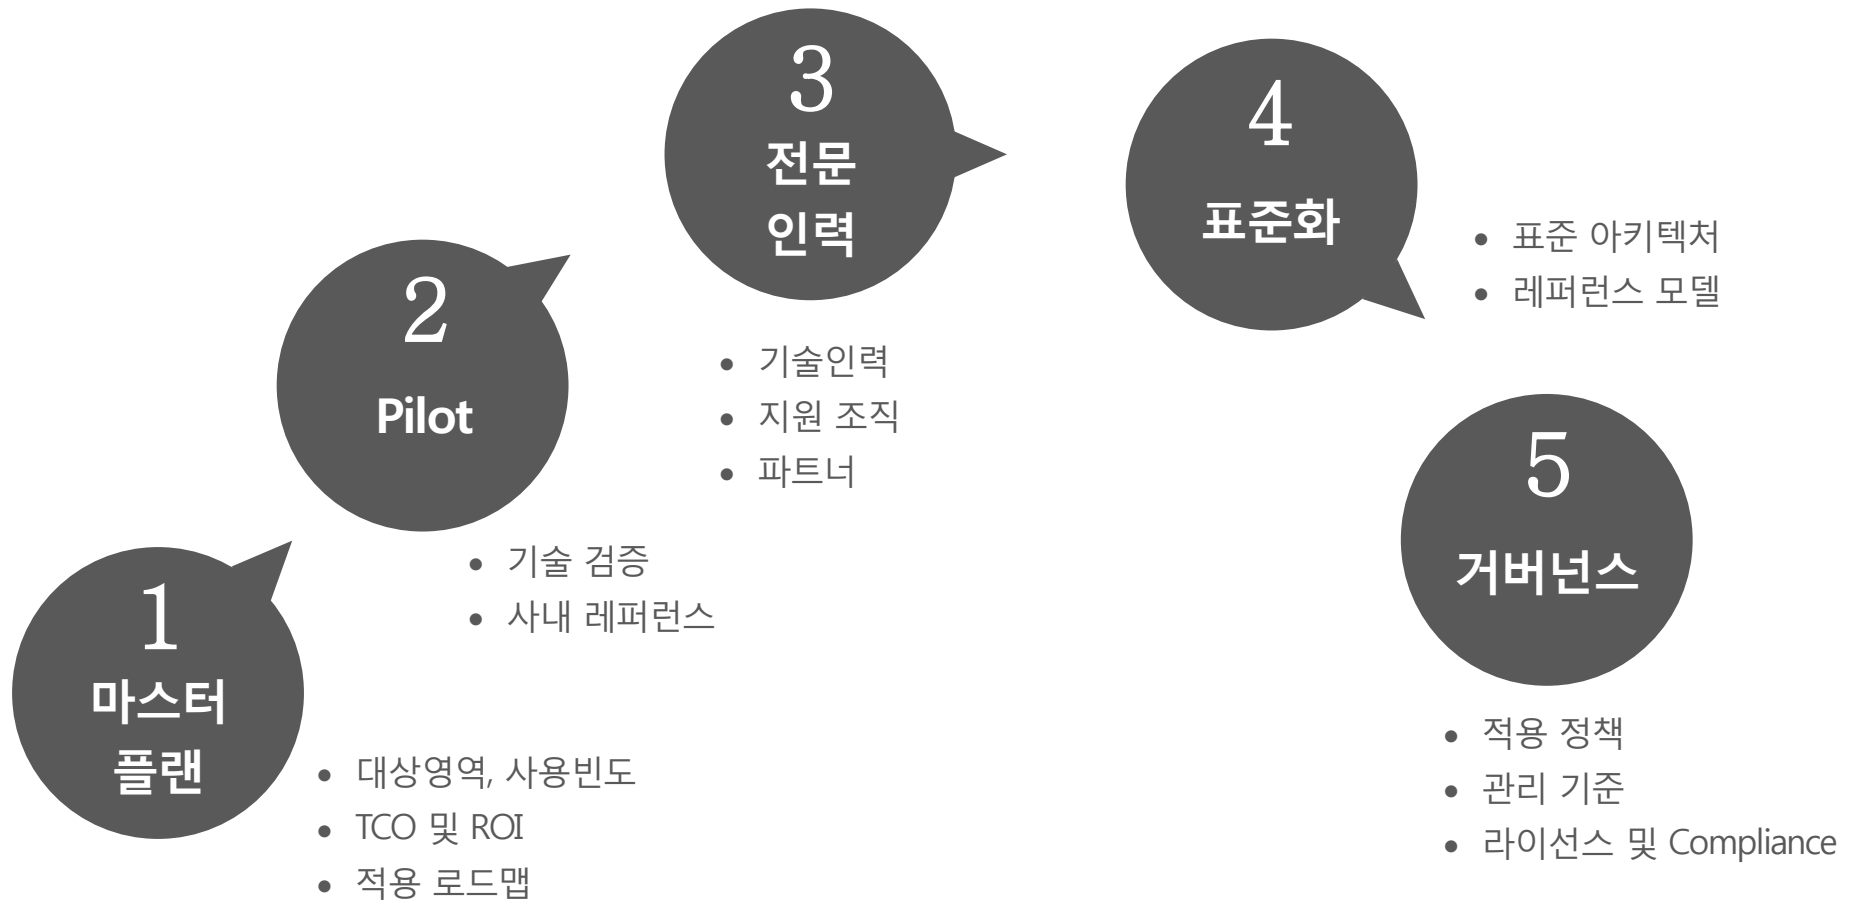 1
마스터
플랜
• 대상영역, 사용빈도
• TCO 및 ROI
• 적용 로드맵
2
Pilot
• 기술 검증
• 사내 레퍼런스
3
전문
인력
• 기술인력
• 지원 조직
• 파트너
4
표준화
• 표준 아키텍처
• 레퍼런스 모델
5
거버넌스
• 적용 정책
• 관리 기준
• 라이선스 및 Compliance